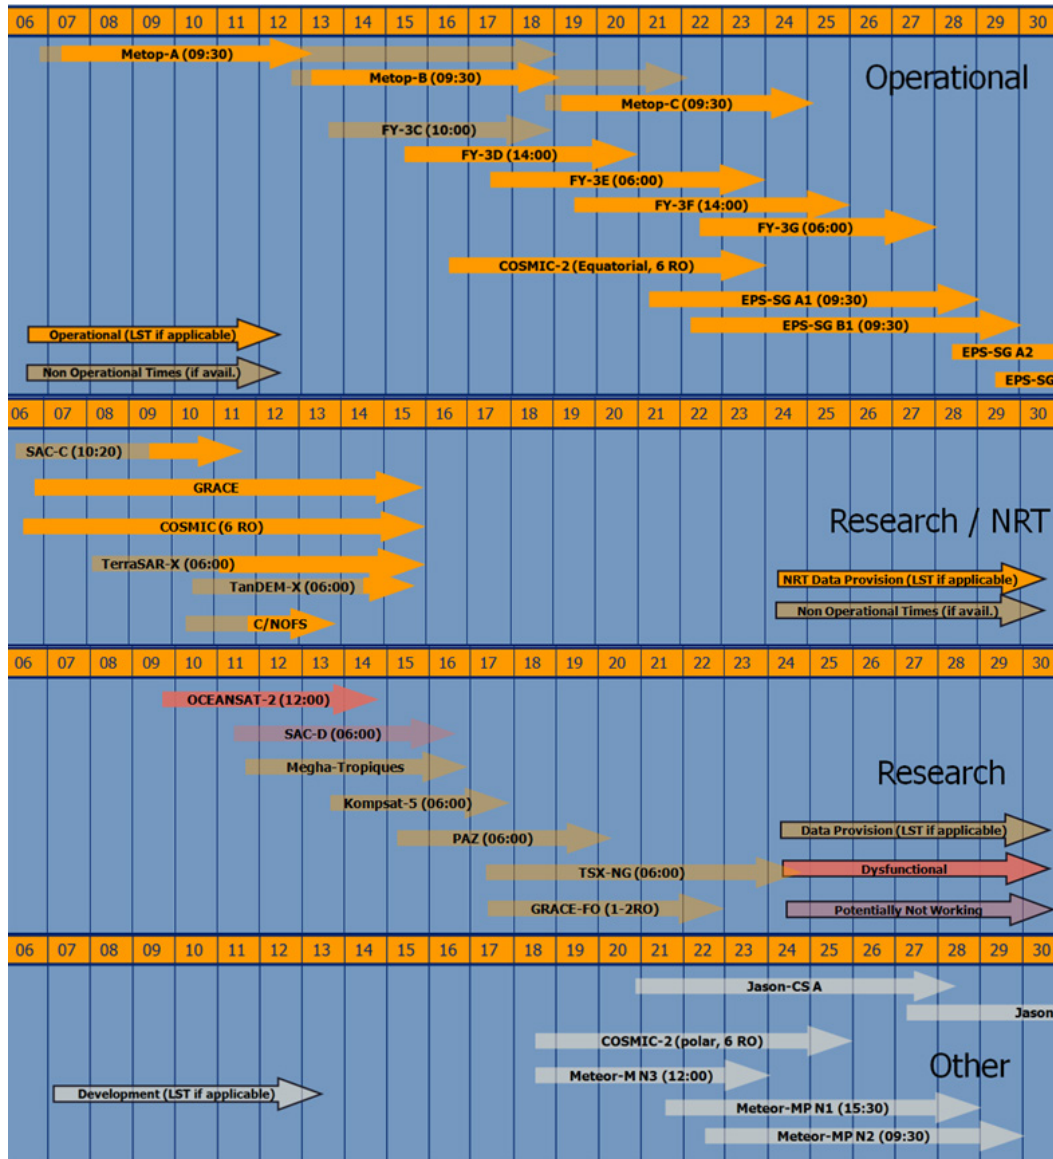 06 07 08 09 10 11 12 13 14 15 16 17 18 19 20 21 22 23 24 25 26 27 28 29 30
Metop-A (09:30)
Metop-B (09:30)
Operational
Metop-C (09:30)
FY-3C (10:00)
FY-3D (14:00)
FY-3E (06:00)
FY-3F (14:00)
FY-3G (06:00)
COSMIC-2 (Equatorial, 6 RO)
EPS-SG A1 (09:30)
EPS-SG B1 (09:30)
Operational (LST if applicable)
EPS-SG A2
Non Operational Times (if avail.)
EPS-SG
06 07 08 09 10 11 12 13 14 15 16 17 18 19 20 21 22 23 24 25 26 27 28 29 30
SAC-C (10:20)
GRACE
COSMIC (6 RO)
Research / NRT
TerraSAR-X (06:00)
TanDEM-X (06:00)
NRT Data Provision (LST if applicable)
Non Operational Times (if avail.)
C/NOFS
06 07 08 09 10 11 12 13 14 15 16 17 18 19 20 21 22 23 24 25 26 27 28 29 30
OCEANSAT-2 (12:00)
SAC-D (06:00)
Megha-Tropiques
Research
Kompsat-5 (06:00)
PAZ (06:00)
Data Provision (LST if applicable)
TSX-NG (06:00)
Dysfunctional
GRACE-FO (1-2RO)
Potentially Not Working
06 07 08 09 10 11 12 13 14 15 16 17 18 19 20 21 22 23 24 25 26 27 28 29 30
Jason-CS A
Jason
COSMIC-2 (polar, 6 RO)
Other
Meteor-M N3 (12:00)
Development (LST if applicable)
Meteor-MP N1 (15:30)
Meteor-MP N2 (09:30)